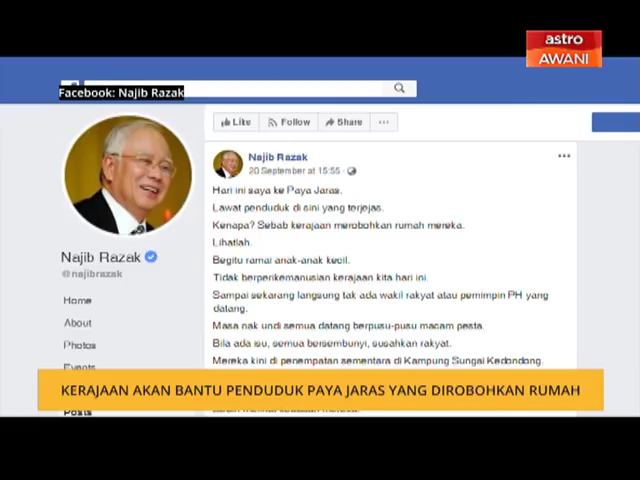 astro
AWANI
Facebook: Najib Razak
Like
Follow
Share
Najib Razak
20 September at 15:55
Hari ini saya ke Paya Jaras.
Lawat penduduk di sini yang terjejas.
Kenapa? Sebab kerajaan merobohkan rumah mereka.
Lihatlah.
Begitu ramai anak-anak kecil.
Tidak berperikemanusian kerajaan kita hari ini.
Sampai sekarang langsung tak ada wakil rakyat atau pemimpin PH yang
datang.
Masa nak undi semua datang berpusu-pusu macam pesta.
Bila ada isu, semua bersembunyi, susahkan rakyat.
Mereka kini di penempatan sementara di Kampung Sungai Kedondong.
Najib Razak
@najibrazak
Home
About
Photos
Events
Posts
KERAJAAN AKAN BANTU PENDUDUK PAYA JARAS YANG DIROBOHKAN RUMAH